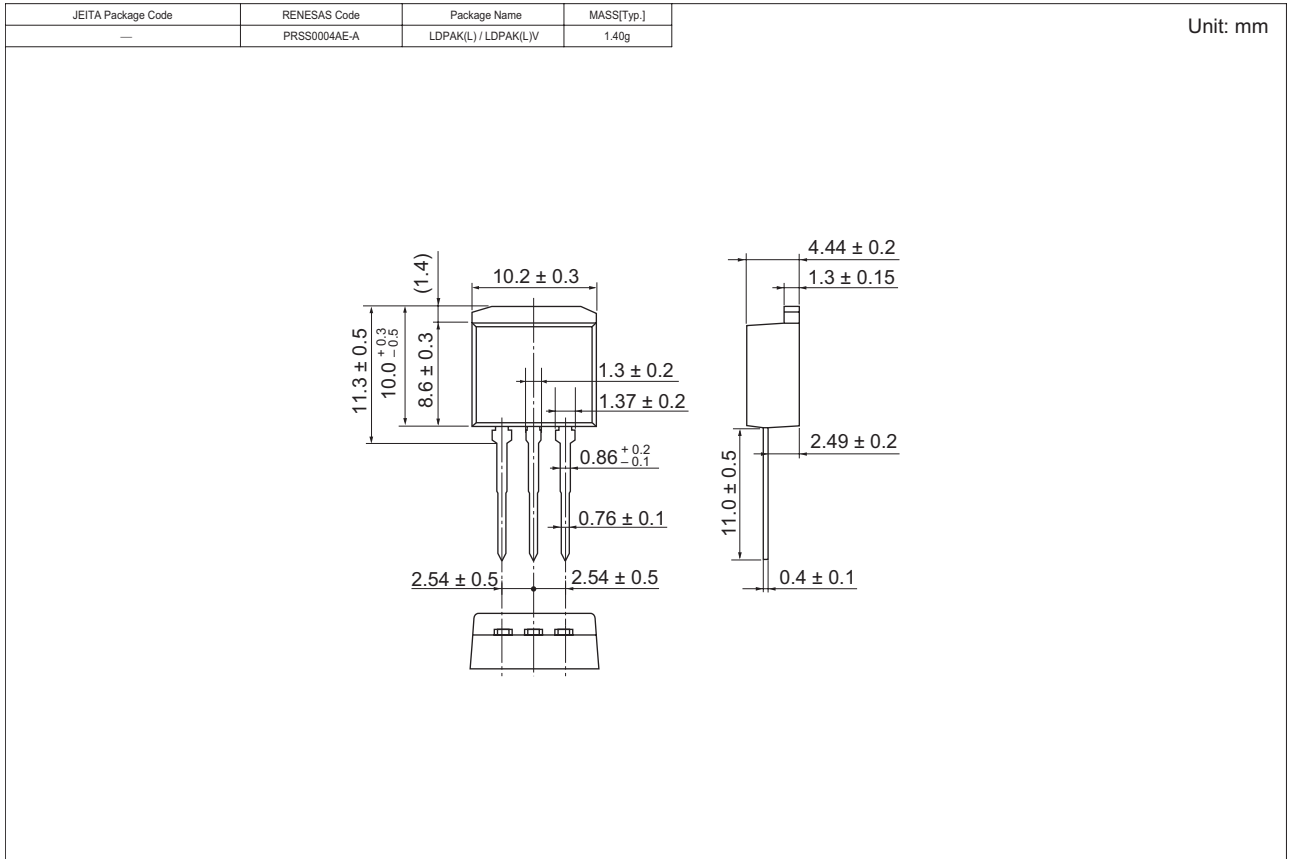 JEITA Package Code RENESAS Code Package Name MASS[Typ.]
— PRSS0004AE-A LDPAK(L) / LDPAK(L)V 1.40g
Unit: mm
4.44 ± 0.2
(1.4)
10.2 ± 0.3
1.3 ± 0.15
11.3 ± 0.5
10.0 + 0.3 – 0.5
8.6 ± 0.3
1.3 ± 0.2
1.37 ± 0.2
2.49 ± 0.2
0.86 + 0.2 – 0.1
11.0 ± 0.5
0.76 ± 0.1
2.54 ± 0.5
2.54 ± 0.5
0.4 ± 0.1